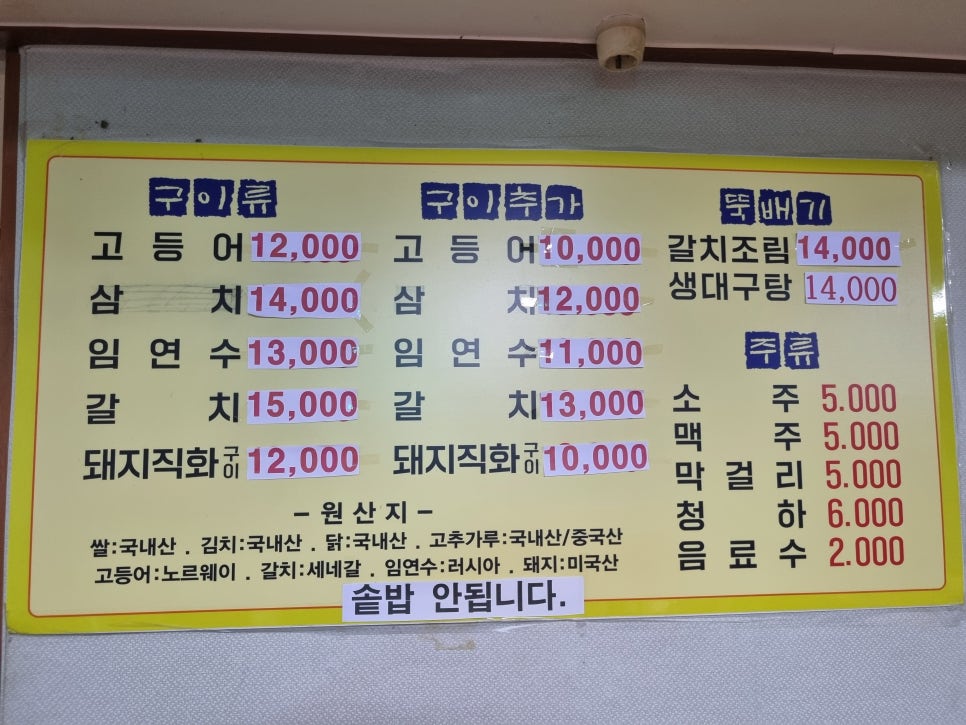 구이류
고등어 12,000
삼치 14,000
임연수 13,000
갈치 15,000
돼지직화구이 12,000
구이추가
고등어 10,000
삼치 12,000
임연수 11,000
갈치 13,000
돼지직화구이 10,000
뚝배기
갈치조림 14,000
생대구탕 14,000
주류
소주 5.000
맥주 5.000
막걸리 5.000
청하 6.000
음료수 2.000
- 원산지 -
쌀:국내산 . 김치:국내산 . 닭:국내산 . 고추가루:국내산/중국산
고등어:노르웨이 . 갈치:세네갈 . 임연수:러시아 . 돼지:미국산
솥밥 안됩니다.